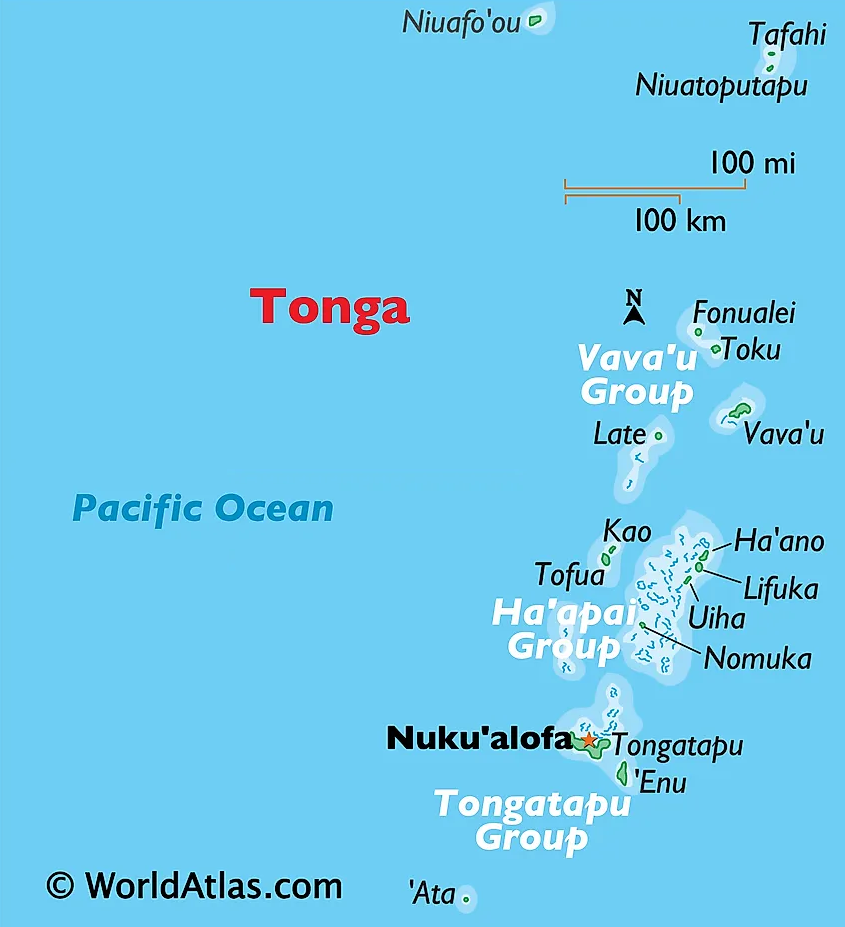 Niuafo'ou
Tafahi
Niuatoputapu
100 mi
100 km
Tonga
N
Fonualei
Toku
Vava'u
Group
Late
Vava'u
Pacific Ocean
Kao
Ha'ano
Tofua
Lifuka
Ha'apai
Group
Uiha
Nomuka
Nuku'alofa
Tongatapu
'Enu
Tongatapu
Group
© WorldAtlas.com
'Ata